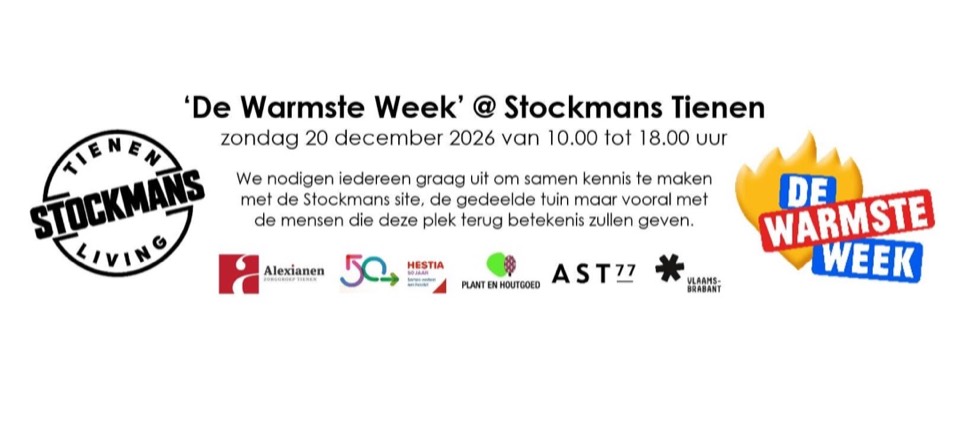 'De Warmste Week' @ Stockmans Tienen
zondag 20 december 2026 van 10.00 tot 18.00 uur
We nodigen iedereen graag uit om samen kennis te maken
met de Stockmans site, de gedeelde tuin maar vooral met
de mensen die deze plek terug betekenis zullen geven.
TIENEN
STOCKMANS
LIVING
DE
WARMSTE
WEEK
Alexianen
ZORGGROEP TIENEN
50
HESTIA
50 JAAR
PLANT EN HOUTGOED
AST77
VLAAMS-
BRABANT